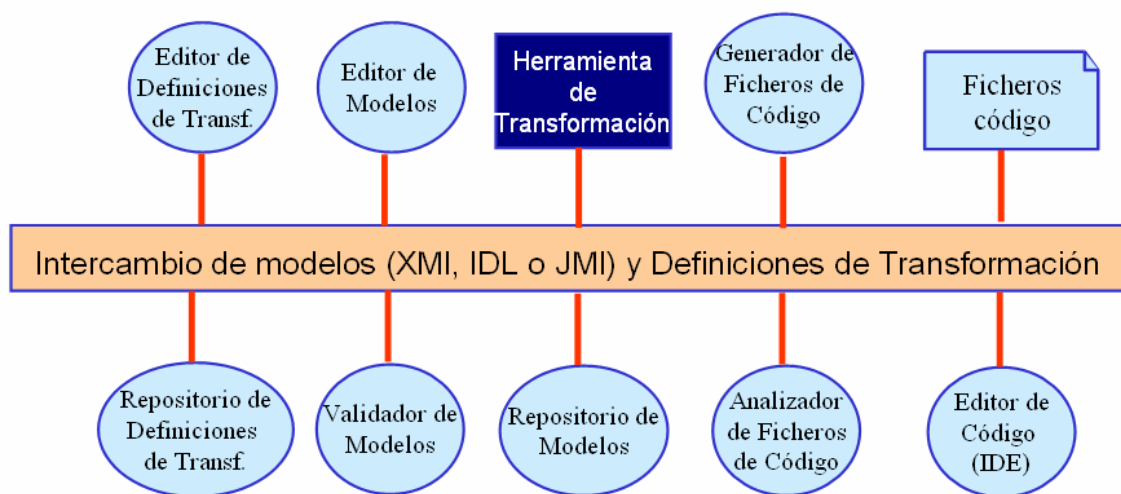 Editor de
Definiciones
de Transf.
Editor de
Modelos
Herramienta
de
Transformación
Generador de
Ficheros de
Código
Ficheros
código
Intercambio de modelos (XMI, IDL o JMI) y Definiciones de Transformación
Repositorio de
Definiciones
de Transf.
Validador de
Modelos
Repositorio de
Modelos
Analizador
de Ficheros
de Código
Editor de
Código
(IDE)